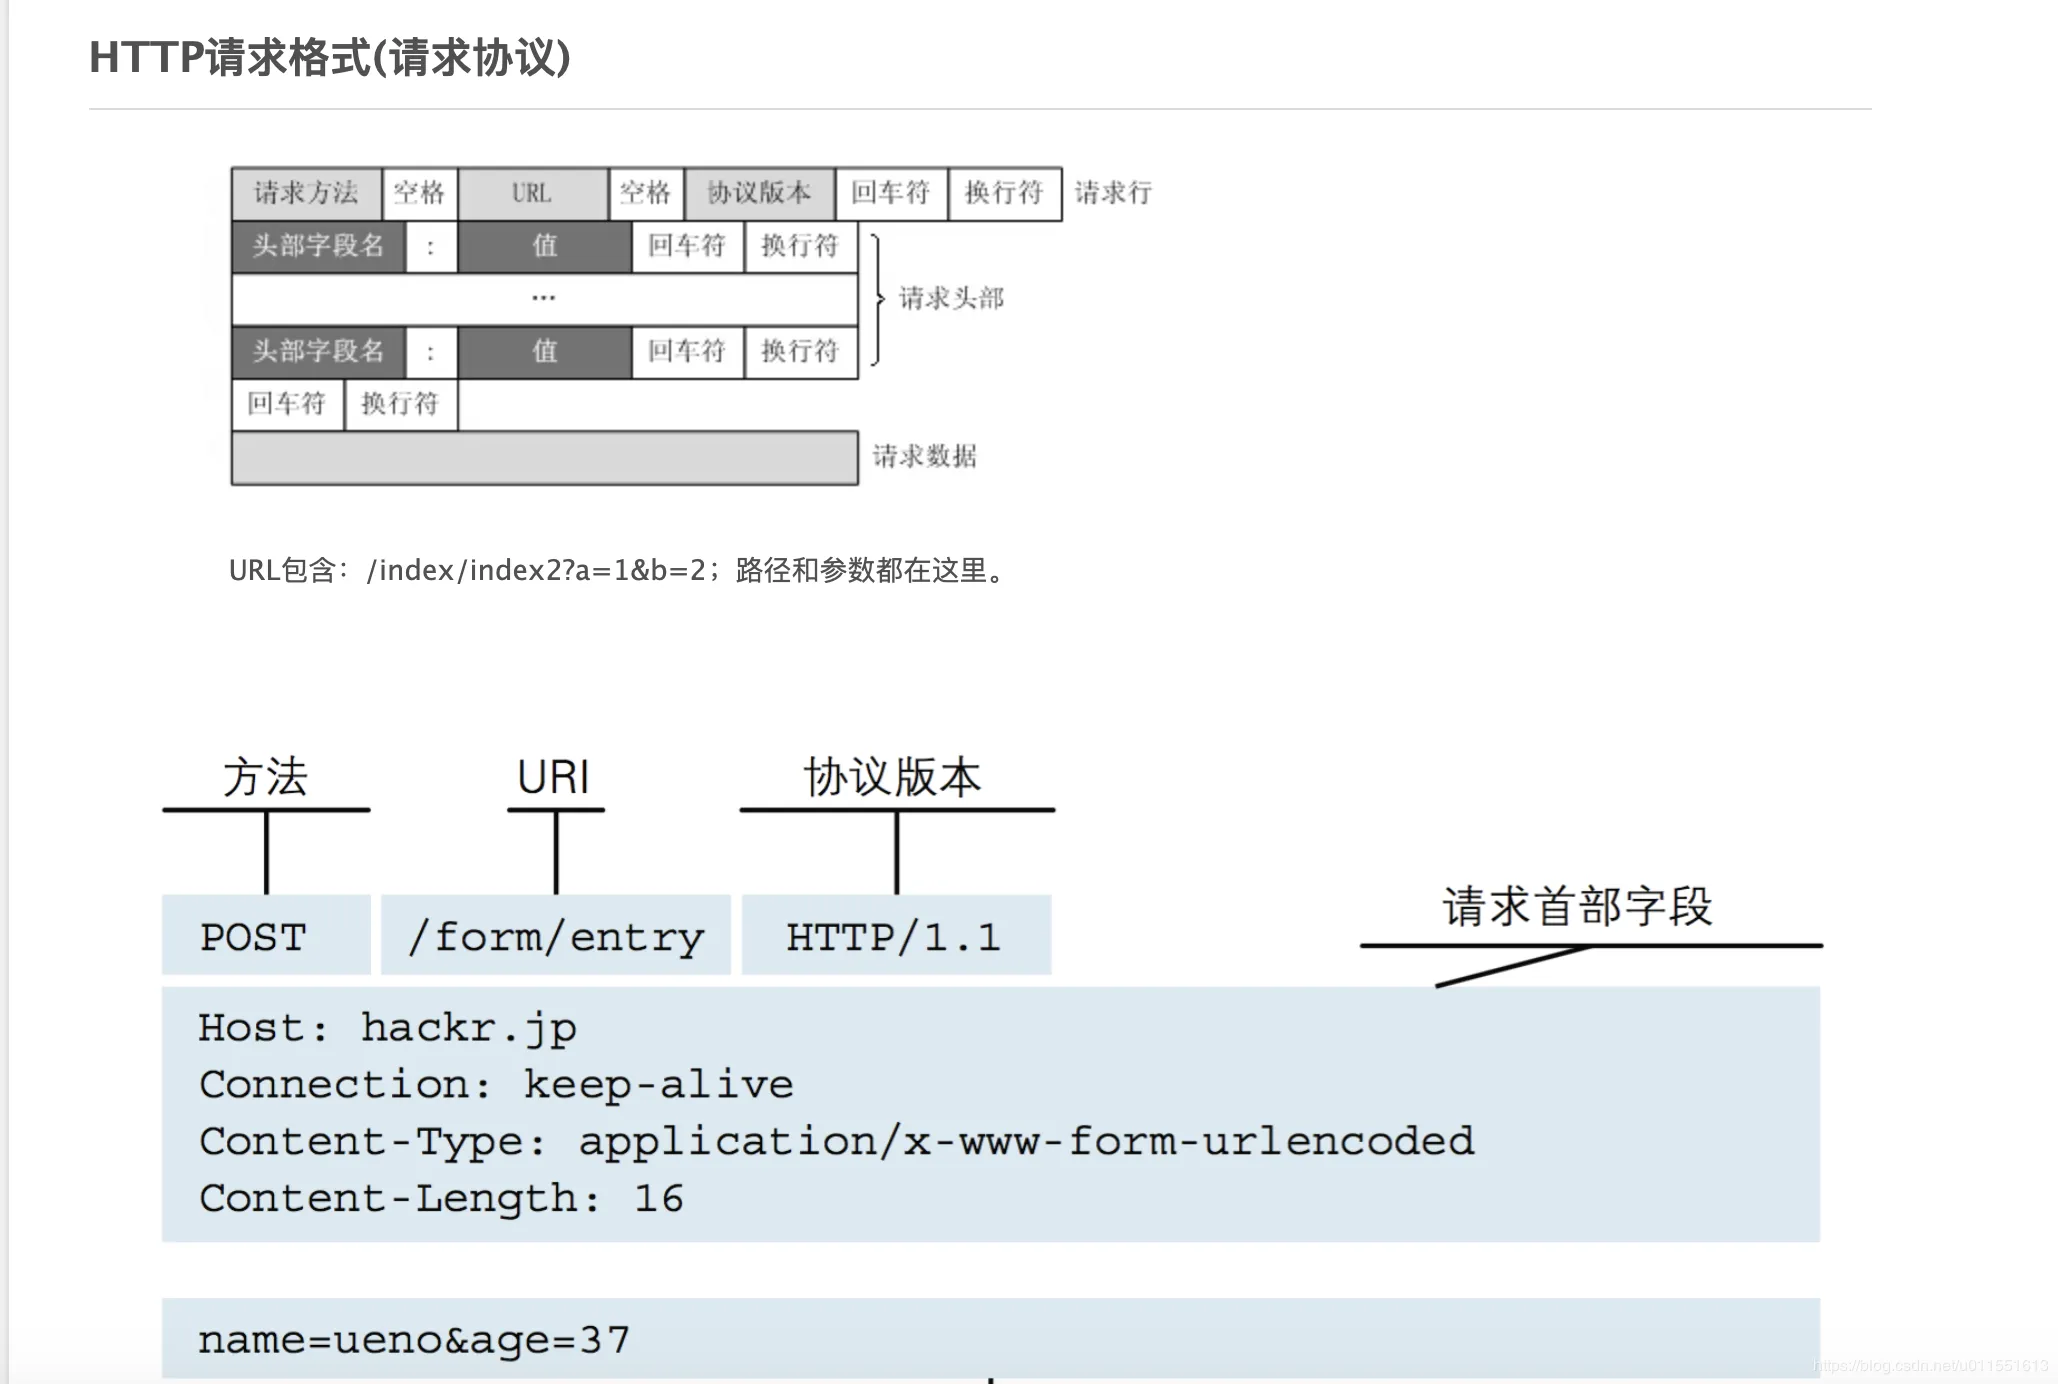 HTTP请求格式(请求协议)
请求方法 空格 URL 空格 协议版本 回车符 换行符 请求行
头部字段名 : 值 回车符 换行符
...
请求头部
头部字段名 : 值 回车符 换行符
回车符 换行符
请求数据
URL包含：/index/index2?a=1&b=2；路径和参数都在这里。
方法 URI 协议版本
请求首部字段
POST /form/entry HTTP/1.1
Host: hackr.jp
Connection: keep-alive
Content-Type: application/x-www-form-urlencoded
Content-Length: 16
name=ueno&age=37
https://blog.csdn.net/u011551613